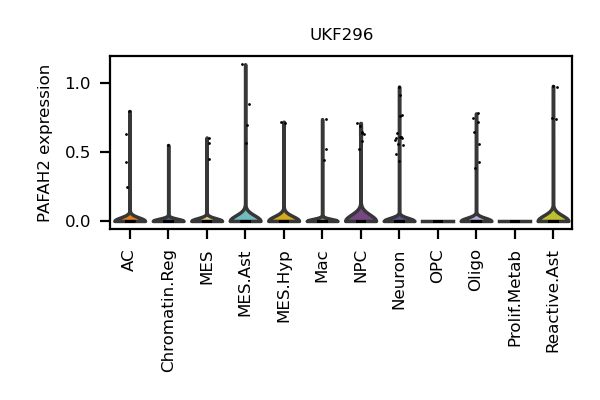 UKF296
PAFAH2 expression
1.0
0.5
0.0
AC
Chromatin.Reg
MES
MES.Ast
MES.Hyp
Mac
NPC
Neuron
OPC
Oligo
Prolif.Metab
Reactive.Ast